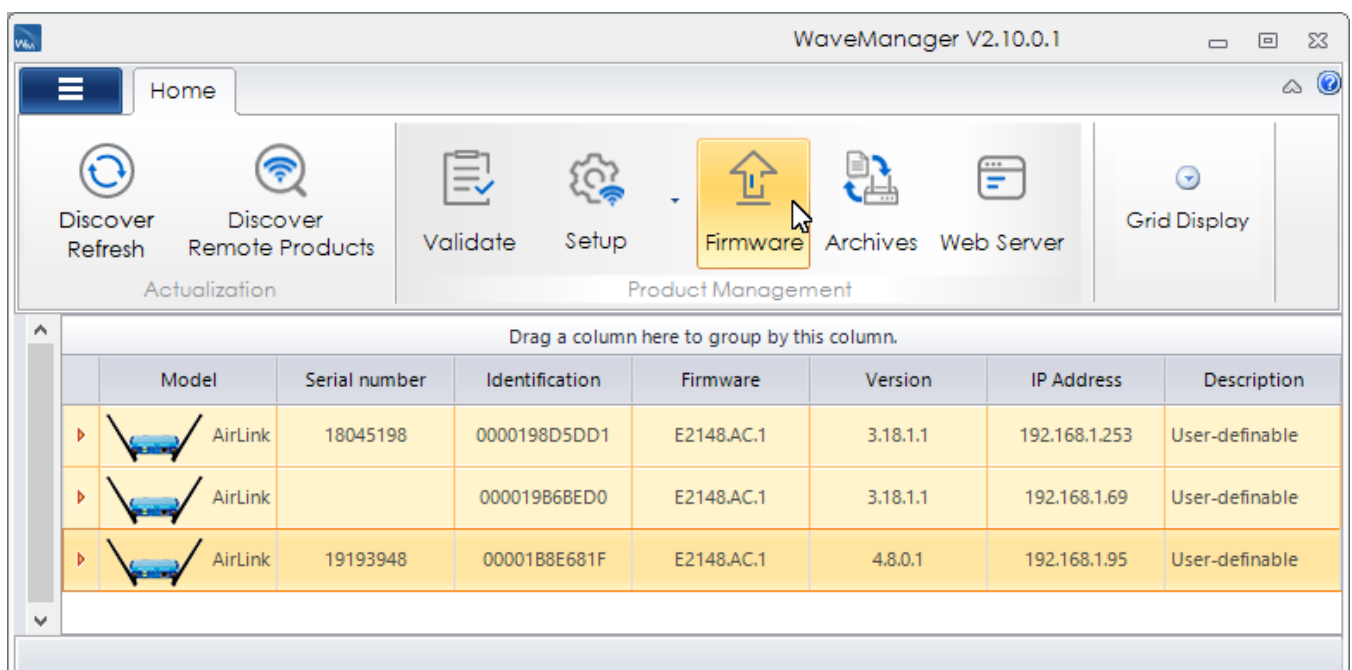 WaveManager V2.10.0.1
Home
Discover Refresh
Discover Remote Products
Validate
Setup
Firmware
Archives
Web Server
Grid Display
Actualization
Product Management
Drag a column here to group by this column.
Model Serial number Identification Firmware Version IP Address Description
AirLink 18045198 0000198D5DD1 E2148.AC.1 3.18.1.1 192.168.1.253 User-definable
AirLink 000019B6BED0 E2148.AC.1 3.18.1.1 192.168.1.69 User-definable
AirLink 19193948 00001B8E681F E2148.AC.1 4.8.0.1 192.168.1.95 User-definable